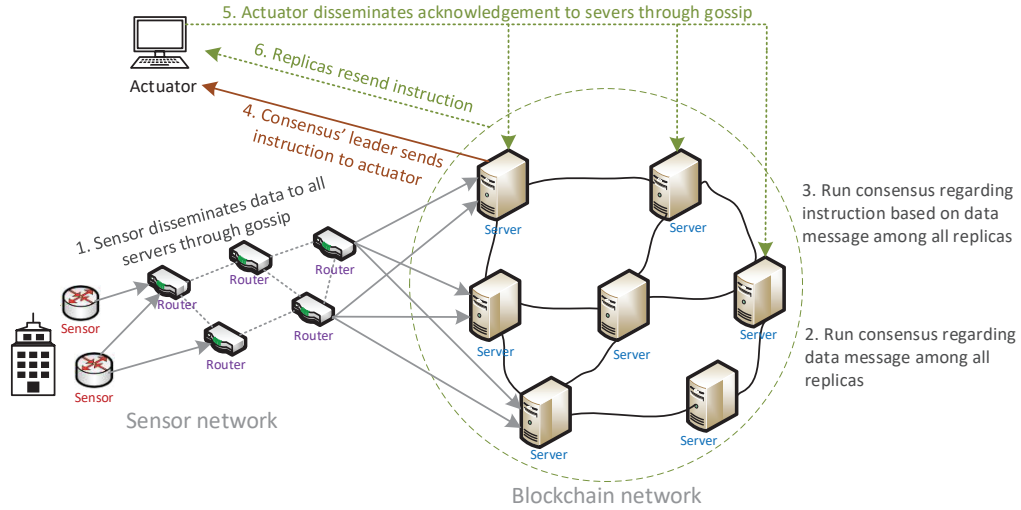 5. Actuator disseminates acknowledgement to severs through gossip
6. Replicas resend instruction
Actuator
4. Consensus' leader sends
instruction to actuator
1. Sensor disseminates data to all
servers through gossip
Router
Router
Router
Router
Router
Sensor
Sensor
Sensor network
Server
Server
Server
Server
Server
Server
Server
3. Run consensus regarding
instruction based on data
message among all replicas
2. Run consensus regarding
data message among all
replicas
Blockchain network